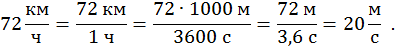 72 км/ч = 72 км / 1 ч = 72 · 1000 м / 3600 с = 72 м / 3,6 с = 20 м/с .